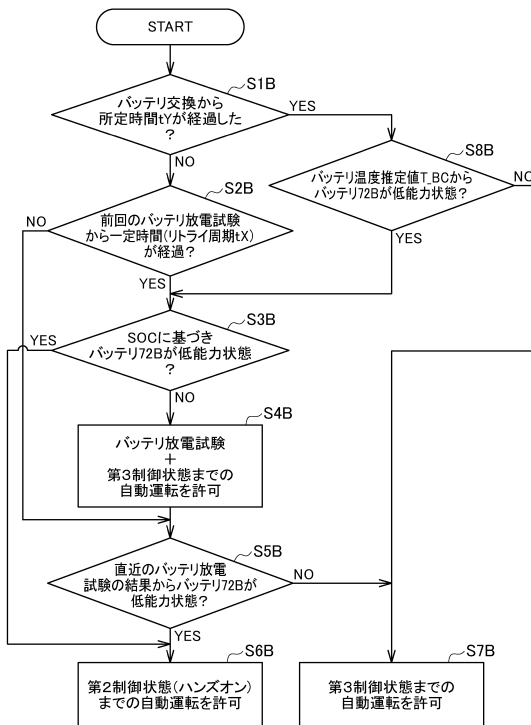 START
S1B
バッテリ交換から
所定時間tYが経過した
?
YES
NO
S8B
バッテリ温度推定値T_BCから
バッテリ72Bが低能力状態?
NO
YES
S2B
前回のバッテリ放電試験
から一定時間(リトライ周期tX)
が経過?
NO
YES
S3B
SOCに基づき
バッテリ72Bが低能力状態
?
YES
NO
S4B
バッテリ放電試験
+
第3制御状態までの
自動運転を許可
S5B
直近のバッテリ放電
試験の結果からバッテリ72Bが
低能力状態?
NO
YES
S6B
第2制御状態(ハンズオン)
までの自動運転を許可
S7B
第3制御状態までの
自動運転を許可